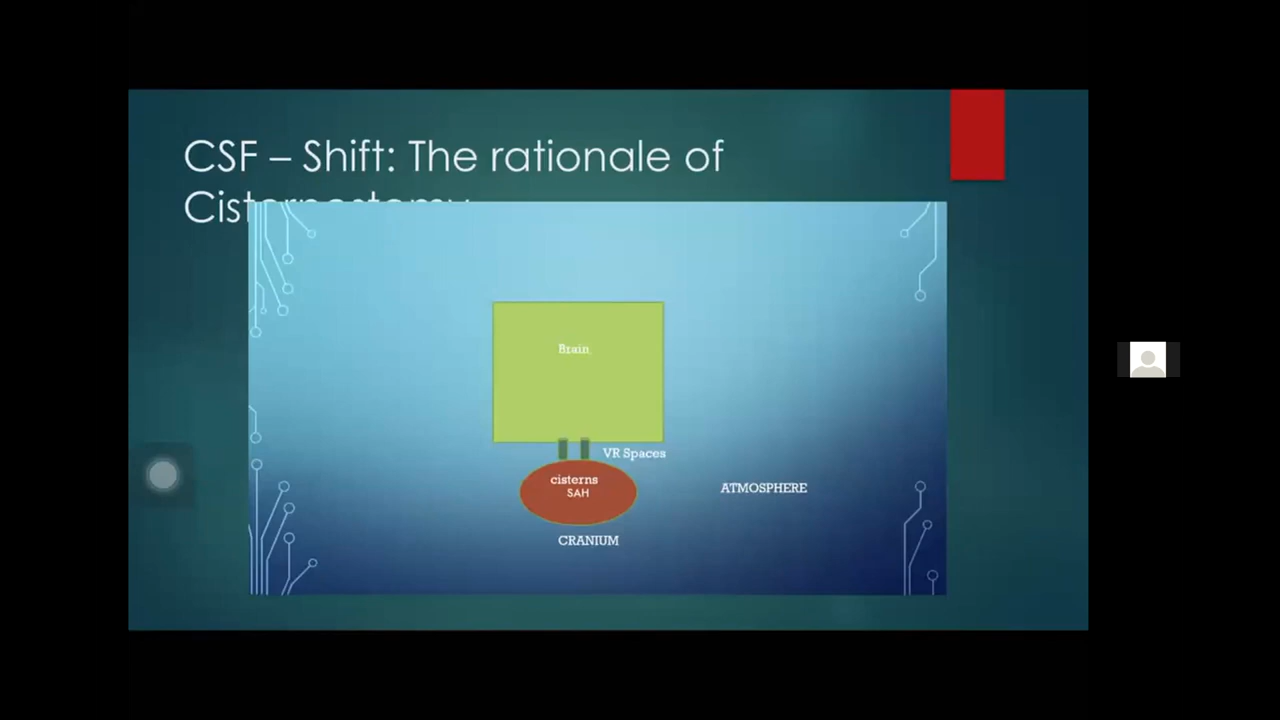 CSF – Shift: The rationale of
Cisternostomy
Brain
VR Spaces
cisterns
SAH
ATMOSPHERE
CRANIUM